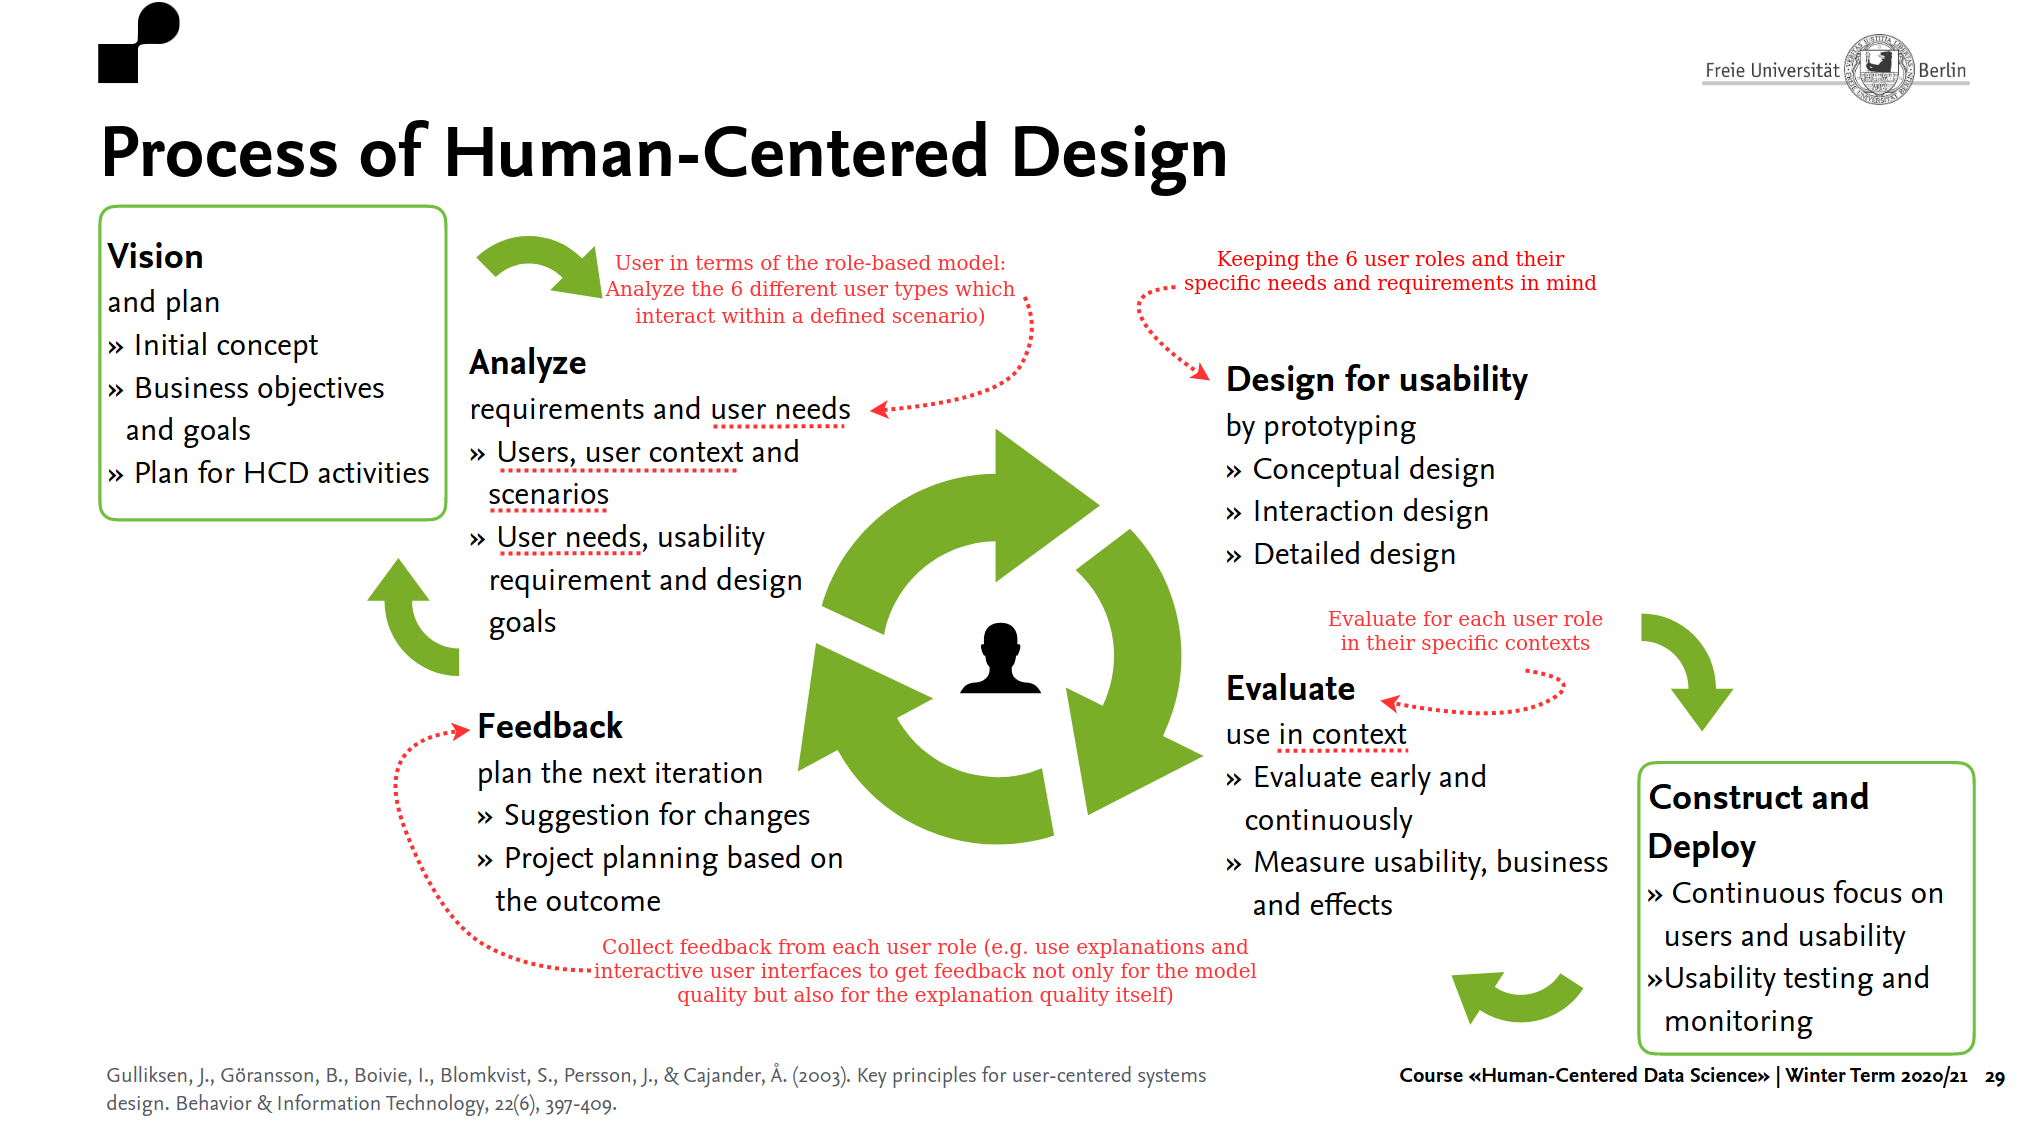 Freie Universität Berlin
Process of Human-Centered Design
Vision
and plan
» Initial concept
» Business objectives
and goals
» Plan for HCD activities
User in terms of the role-based model:
Analyze the 6 different user types which
interact within a defined scenario)
Analyze
requirements and user needs
» Users, user context and
scenarios
» User needs, usability
requirement and design
goals
Keeping the 6 user roles and their
specific needs and requirements in mind
Design for usability
by prototyping
» Conceptual design
» Interaction design
» Detailed design
Evaluate for each user role
in their specific contexts
Evaluate
use in context
» Evaluate early and
continuously
» Measure usability, business
and effects
Feedback
plan the next iteration
» Suggestion for changes
» Project planning based on
the outcome
Collect feedback from each user role (e.g. use explanations and
interactive user interfaces to get feedback not only for the model
quality but also for the explanation quality itself)
Construct and
Deploy
» Continuous focus on
users and usability
»Usability testing and
monitoring
Gulliksen, J., Göransson, B., Boivie, I., Blomkvist, S., Persson, J., & Cajander, Å. (2003). Key principles for user-centered systems
design. Behavior & Information Technology, 22(6), 397-409.
Course «Human-Centered Data Science» | Winter Term 2020/21 29